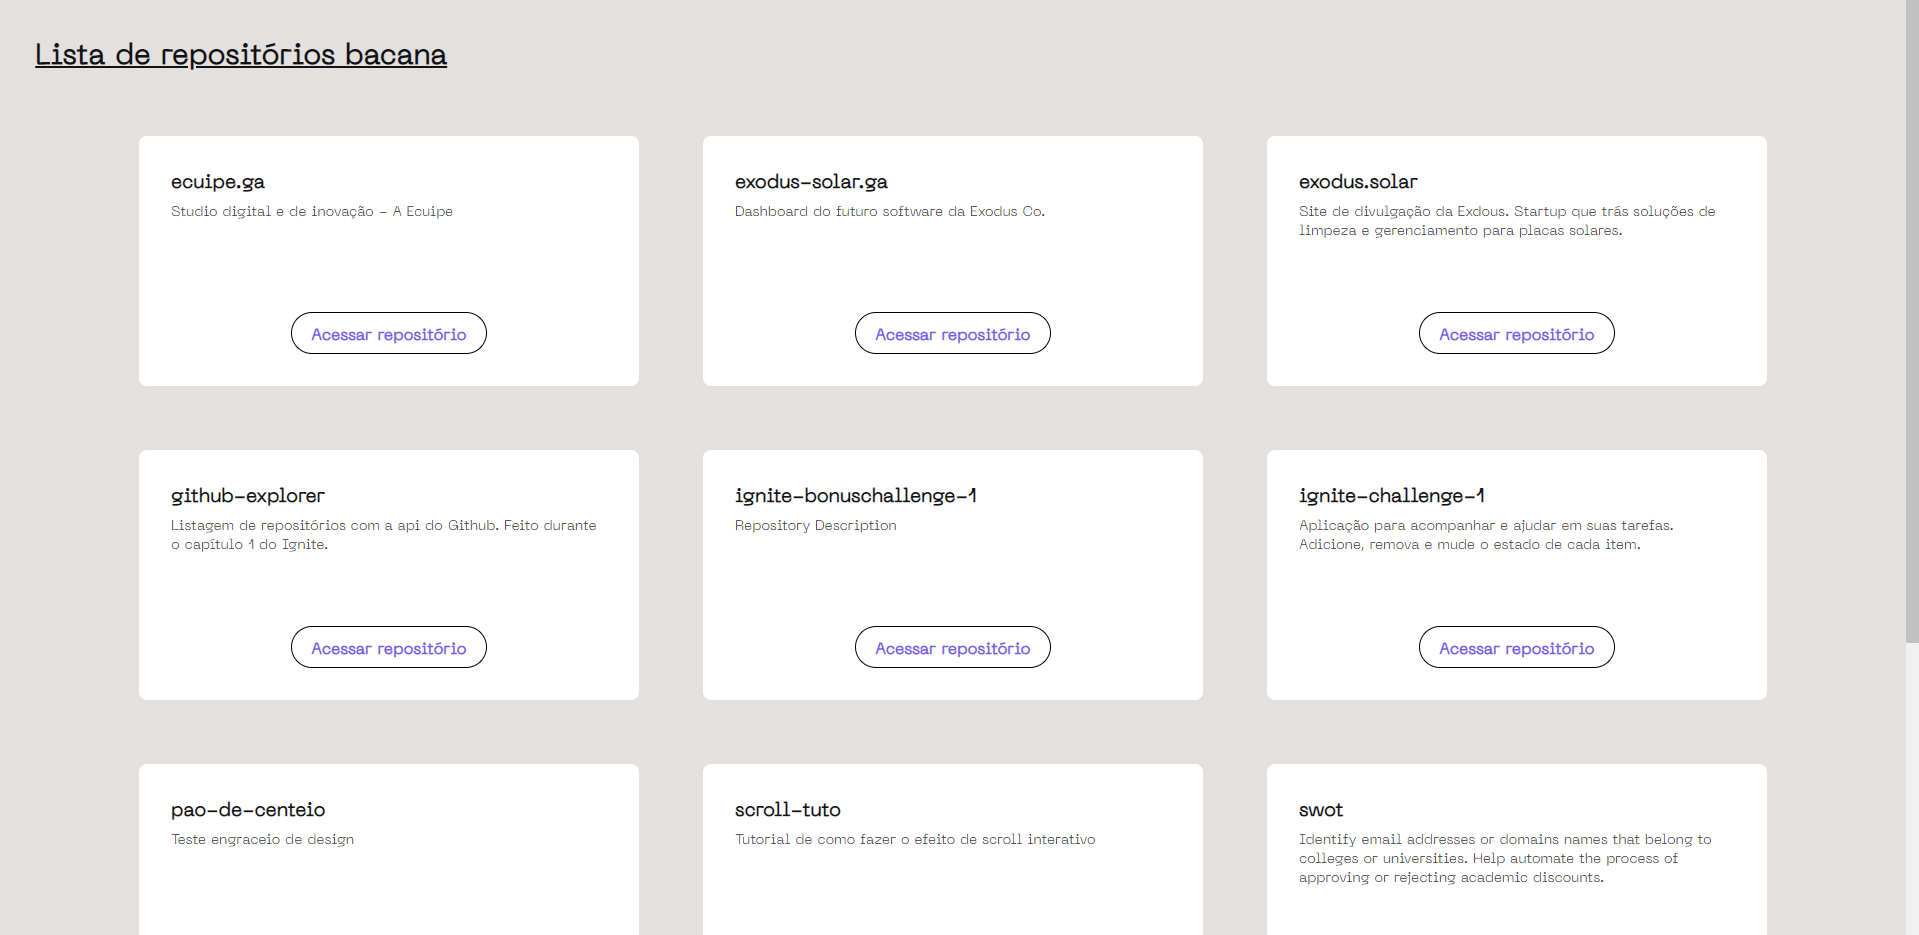 Lista de repositórios bacana
ecuipe.ga
Studio digital e de inovação - A Ecuipe
Acessar repositório
exodus-solar.ga
Dashboard do futuro software da Exodus Co.
Acessar repositório
exodus.solar
Site de divulgação da Exdous. Startup que trás soluções de
limpeza e gerenciamento para placas solares.
Acessar repositório
github-explorer
Listagem de repositórios com a api do Github. Feito durante
o capítulo 1 do Ignite.
Acessar repositório
ignite-bonuschallenge-1
Repository Description
Acessar repositório
ignite-challenge-1
Aplicação para acompanhar e ajudar em suas tarefas.
Adicione, remova e mude o estado de cada item.
Acessar repositório
pao-de-centeio
Teste engraceio de design
scroll-tuto
Tutorial de como fazer o efeito de scroll interativo
swot
Identify email addresses or domains names that belong to
colleges or universities. Help automate the process of
approving or rejecting academic discounts.